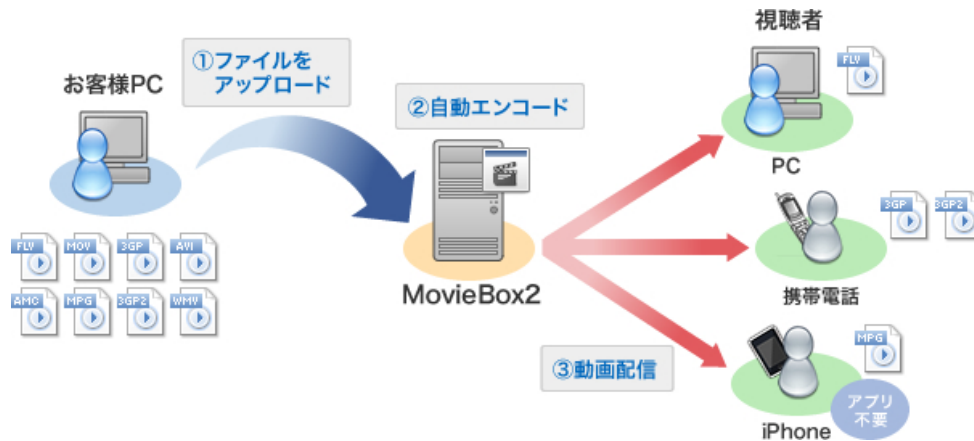 お客様PC
①ファイルを
アップロード
②自動エンコード
MovieBox2
FLV
MOV
3GP
AVI
AMC
MPG
3GP2
WMV
③動画配信
視聴者
FLV
PC
3GP
3GP2
携帯電話
MPG
アプリ
不要
iPhone